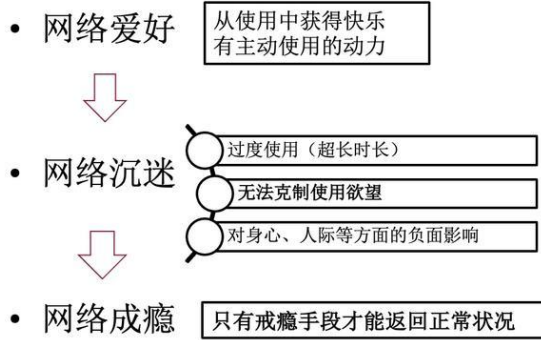 • 网络爱好
从使用中获得快乐
有主动使用的动力
• 网络沉迷
过度使用（超长时长）
无法克制使用欲望
对身心、人际等方面的负面影响
• 网络成瘾
只有戒瘾手段才能返回正常状况